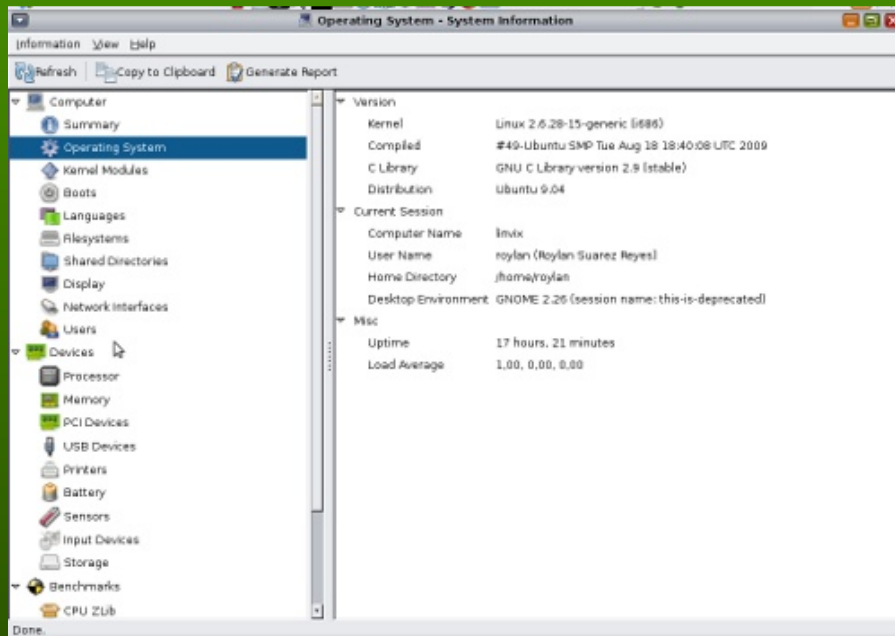 Operating System - System Information
Information View Help
Refresh Copy to Clipboard Generate Report
Computer
Summary
Operating System
Kernel Modules
Boots
Languages
Filesystems
Shared Directories
Display
Network Interfaces
Users
Devices
Processor
Memory
PCI Devices
USB Devices
Printers
Battery
Sensors
Input Devices
Storage
Benchmarks
CPU ZLib
Version
Kernel Linux 2.6.28-15-generic (i686)
Compiled #49-Ubuntu SMP Tue Aug 18 18:40:08 UTC 2009
C Library GNU C Library version 2.9 (stable)
Distribution Ubuntu 9.04
Current Session
Computer Name linvix
User Name roylan (Roylan Suarez Reyes)
Home Directory /home/roylan
Desktop Environment GNOME 2.26 (session name: this-is-deprecated)
Misc
Uptime 17 hours, 21 minutes
Load Average 1,00, 0,00, 0,00
Done.